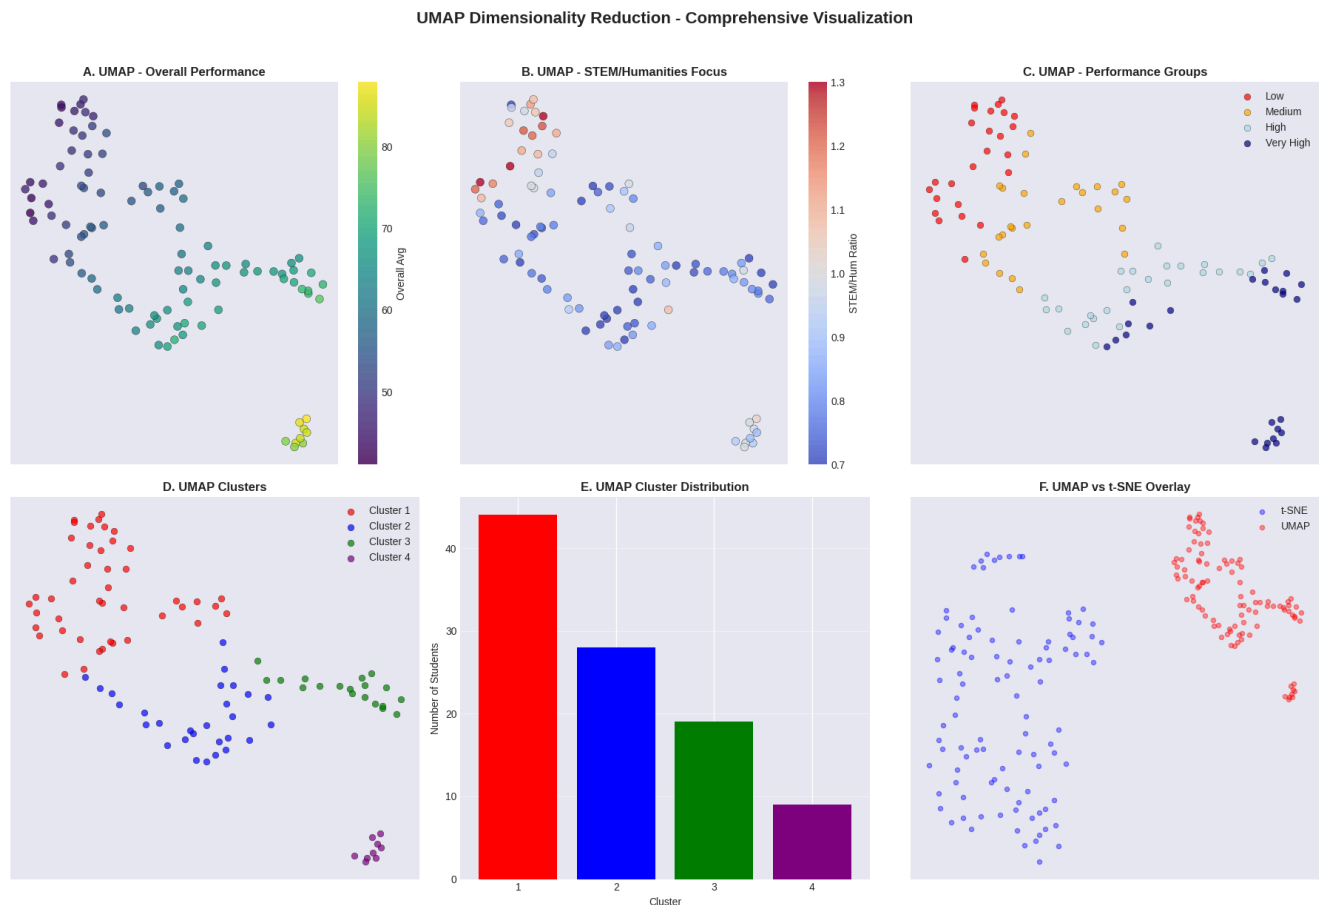 UMAP Dimensionality Reduction - Comprehensive Visualization
A. UMAP - Overall Performance
80
70
60
50
Overall Avg
B. UMAP - STEM/Humanities Focus
1.3
1.2
1.1
1.0
0.9
0.8
0.7
STEM/Hum Ratio
C. UMAP - Performance Groups
Low
Medium
High
Very High
D. UMAP Clusters
Cluster 1
Cluster 2
Cluster 3
Cluster 4
E. UMAP Cluster Distribution
Number of Students
40
30
20
10
0
1 2 3 4
Cluster
F. UMAP vs t-SNE Overlay
t-SNE
UMAP